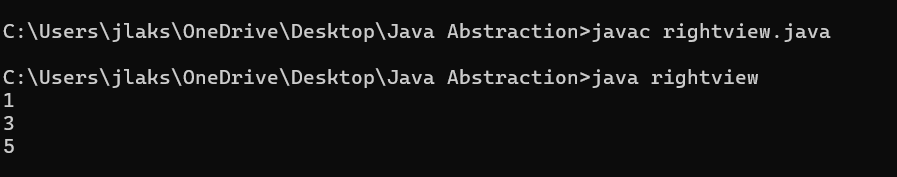 C:\Users\jlaks\OneDrive\Desktop\Java Abstraction>javac rightview.java
C:\Users\jlaks\OneDrive\Desktop\Java Abstraction>java rightview
1
3
5